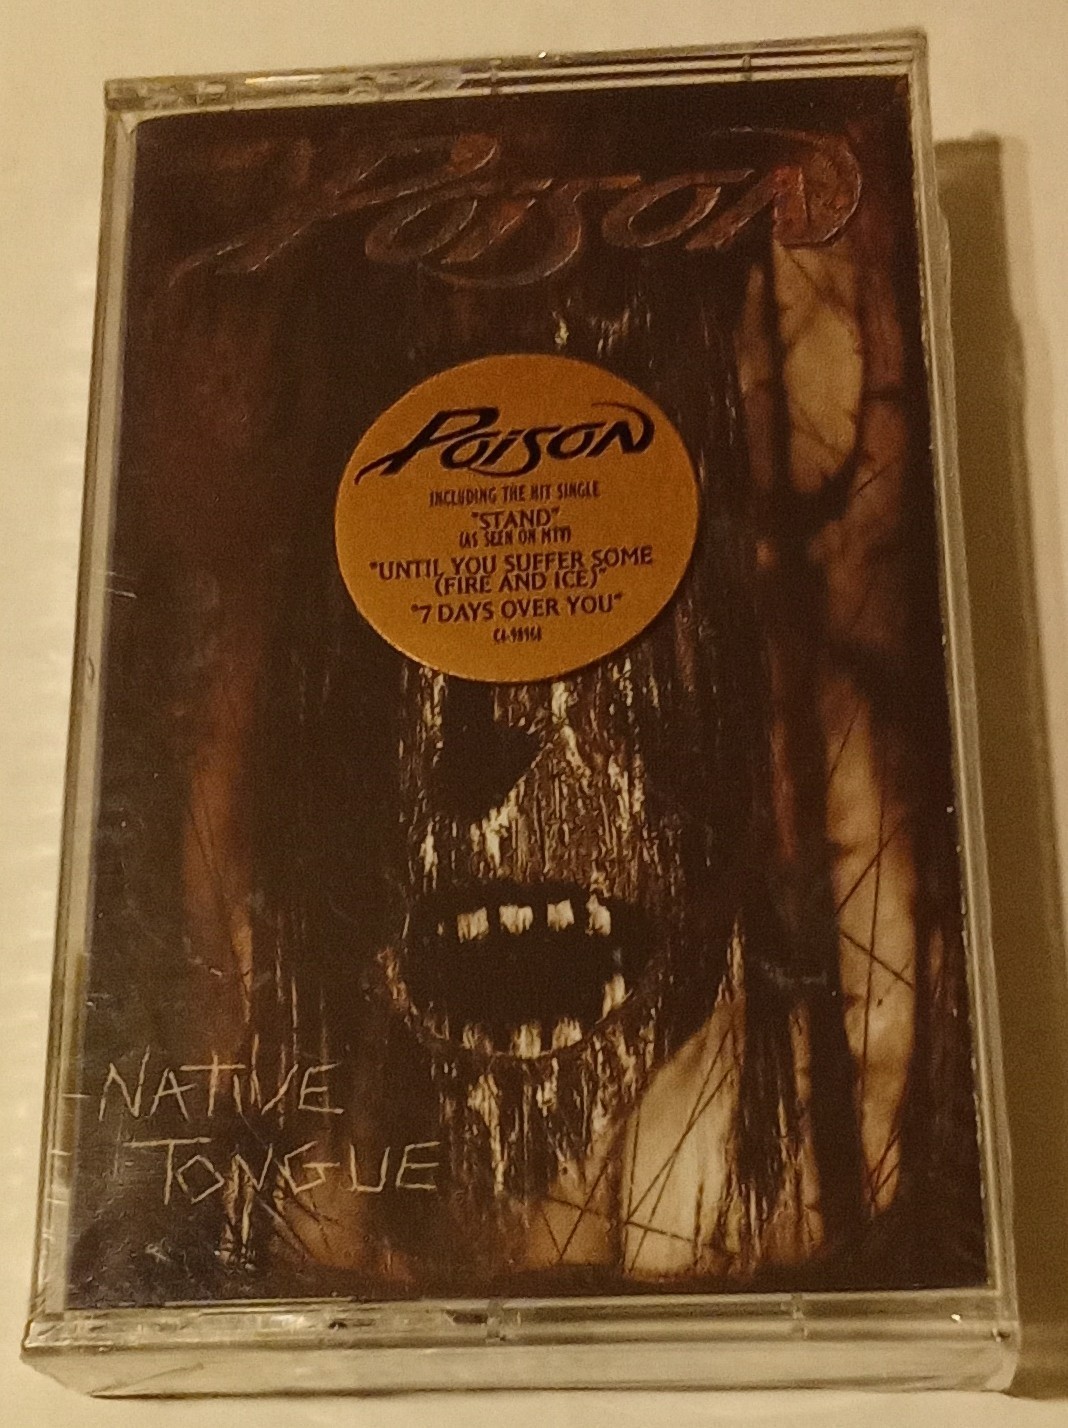 Poison
Poison
INCLUDING THE HIT SINGLE
"STAND"
(AS SEEN ON MTV)
"UNTIL YOU SUFFER SOME
(FIRE AND ICE)"
"7 DAYS OVER YOU"
NATIVE
TONGUE